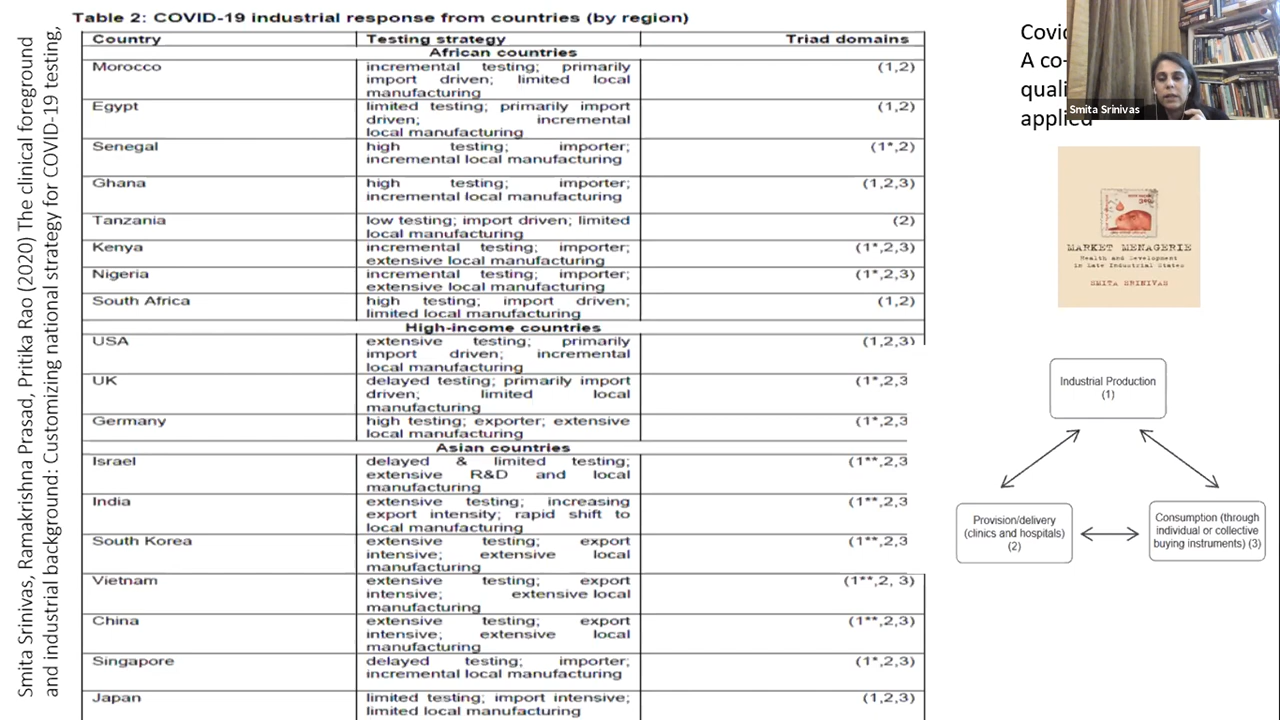 Smita Srinivas, Ramakrishna Prasad, Pritika Rao (2020) The clinical foreground
and industrial background: Customizing national strategy for COVID-19 testing,
Table 2: COVID-19 industrial response from countries (by region)
Country Testing strategy Triad domains
African countries
Morocco incremental testing; primarily (1,2)
import driven; limited local
manufacturing
Egypt limited testing; primarily import (1,2)
driven; incremental
local manufacturing
Senegal high testing; importer; (1*,2)
incremental local manufacturing
Ghana high testing; importer; (1,2,3)
incremental local manufacturing
Tanzania low testing; import driven; limited (2)
local manufacturing
Kenya incremental testing; importer; (1*,2,3)
extensive local manufacturing
Nigeria incremental testing; importer; (1*,2,3)
extensive local manufacturing
South Africa high testing; import driven; (1,2)
limited local manufacturing
High-income countries
USA extensive testing; primarily (1,2,3)
import driven; incremental
local manufacturing
UK delayed testing; primarily import (1*,2,3
driven; limited local
manufacturing
Germany high testing; exporter; extensive (1*,2,3
local manufacturing
Asian countries
Israel delayed & limited testing; (1**,2,3
extensive R&D and local
manufacturing
India extensive testing; increasing (1**,2,3
export intensity; rapid shift to
local manufacturing
South Korea extensive testing; export (1**,2,3
intensive; extensive local
manufacturing
Vietnam extensive testing; export (1**,2, 3)
intensive; extensive local
manufacturing
China extensive testing; export (1**,2,3)
intensive; extensive local
manufacturing
Singapore delayed testing; importer; (1*,2,3)
incremental local manufacturing
Japan limited testing; import intensive; (1,2,3)
limited local manufacturing
A co-
applied
Smita Srinivas
MARKET MENAGERIE
Health and Development
in Late Industrial States
SMITA SRINIVAS
Industrial Production
(1)
Provision/delivery
(clinics and hospitals)
(2)
Consumption (through
individual or collective
buying instruments) (3)